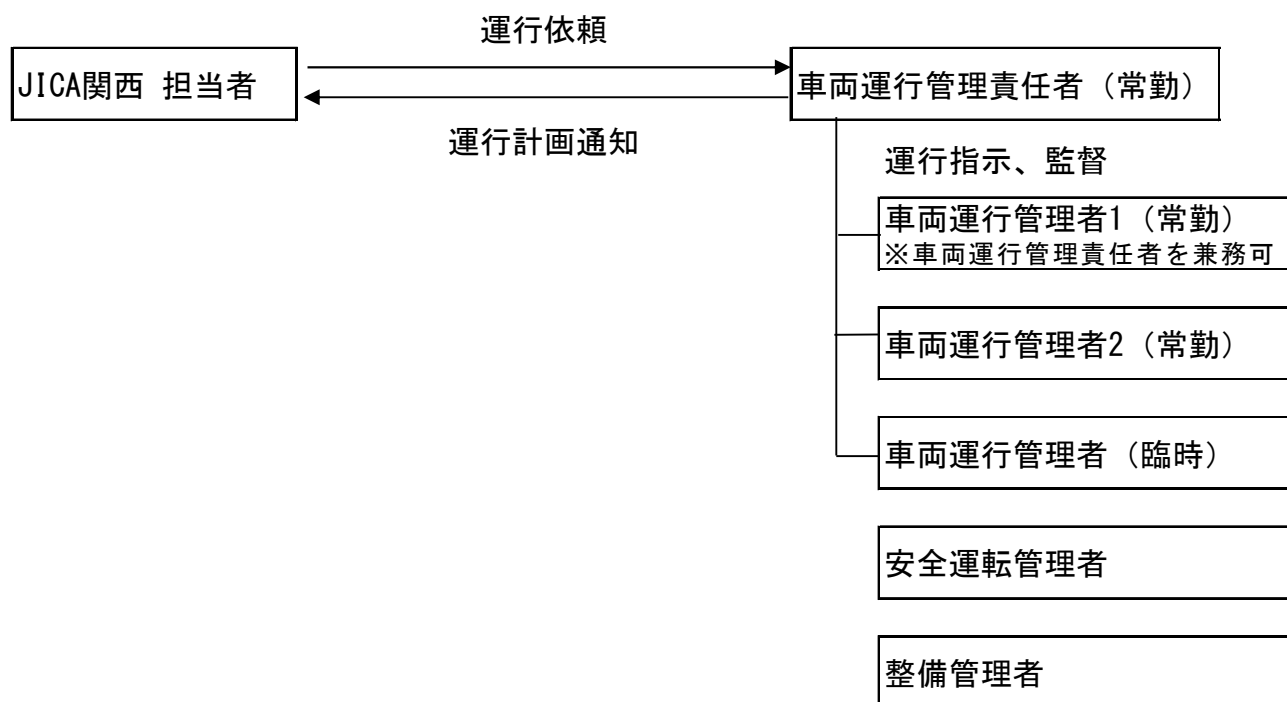 運行依頼
JICA関西 担当者
車両運行管理責任者（常勤）
運行計画通知
運行指示、監督
車両運行管理者1（常勤）
※車両運行管理責任者を兼務可
車両運行管理者2（常勤）
車両運行管理者（臨時）
安全運転管理者
整備管理者